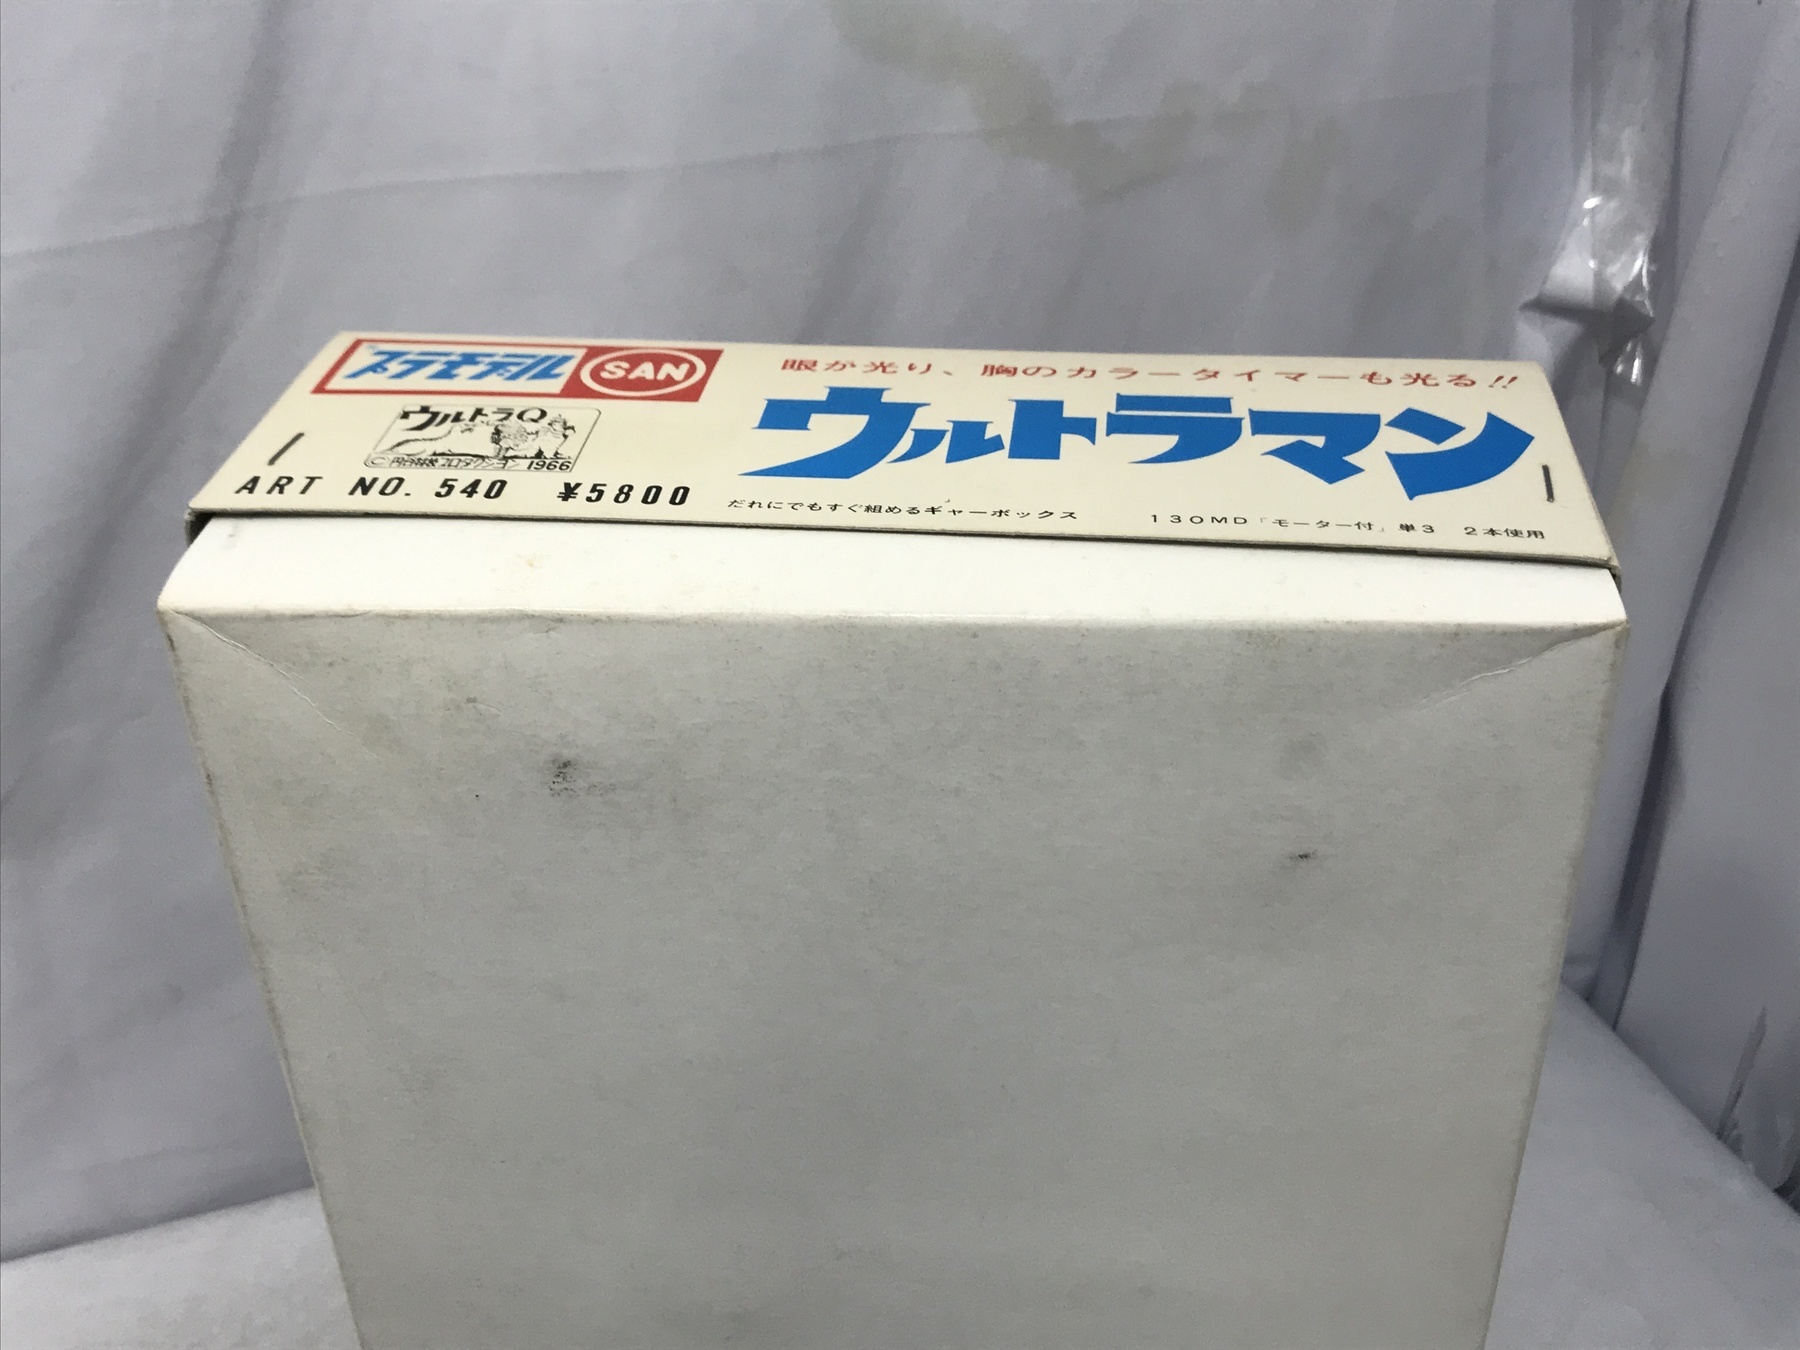 プラモデル SAN
ウルトラQ
©円谷特技プロダクション 1966
ART NO. 540 ¥5800
眼が光り、胸のカラータイマーも光る!!
ウルトラマン
だれにでもすぐ組めるギャーボックス
130MD「モーター付」単3 2本使用